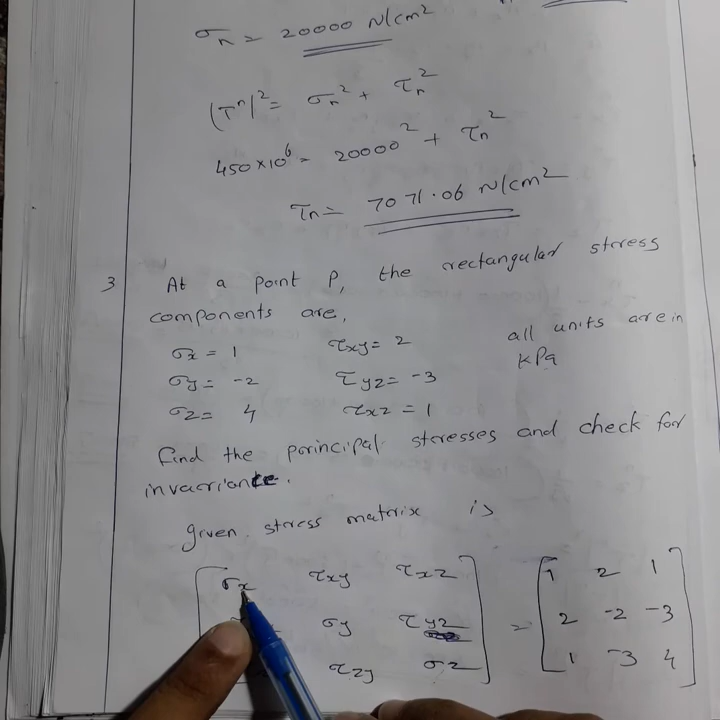 σn = 20000 N/cm²
(Tⁿ)² = σn² + τn²
450×10⁶ = 20000² + τn²
τn = 7071.06 N/cm²
3 At a point P, the rectangular stress
components are,
σx = 1 τxy = 2 all units are in
σy = -2 τyz = -3 kPa
σz = 4 τxz = 1
Find the principal stresses and check for
invariance.
given stress matrix is
[ σx τxy τxz ] [ 1 2 1 ]
σy τyz = [ 2 -2 -3 ]
τzy σz [ 1 -3 4 ]